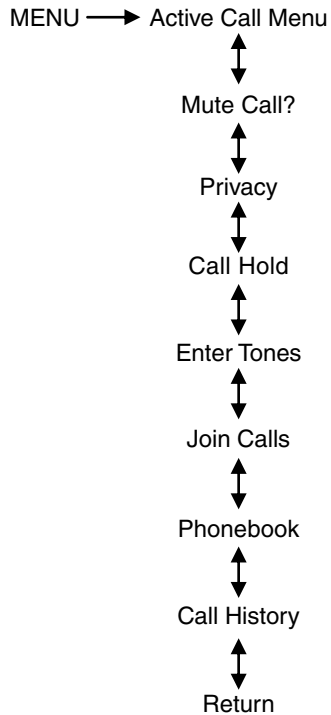 MENU Active Call Menu
Mute Call?
Privacy
Call Hold
Enter Tones
Join Calls
Phonebook
Call History
Return